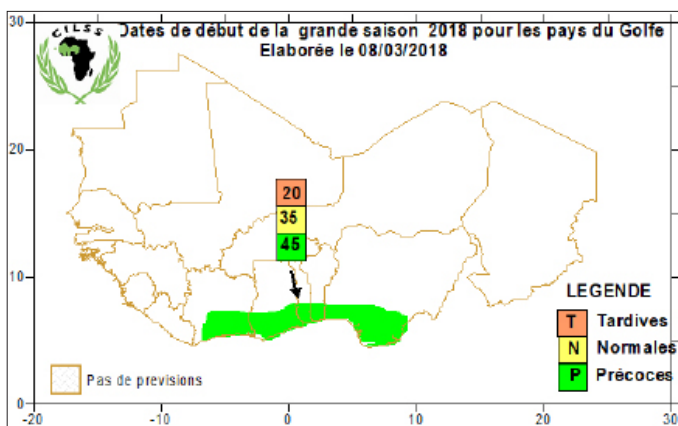 CILSS
Dates de début de la grande saison 2018 pour les pays du Golfe
Elaborée le 08/03/2018
30
20
10
0
20
35
45
LEGENDE
T Tardives
N Normales
P Précoces
Pas de previsions
-20 -10 0 10 20 30